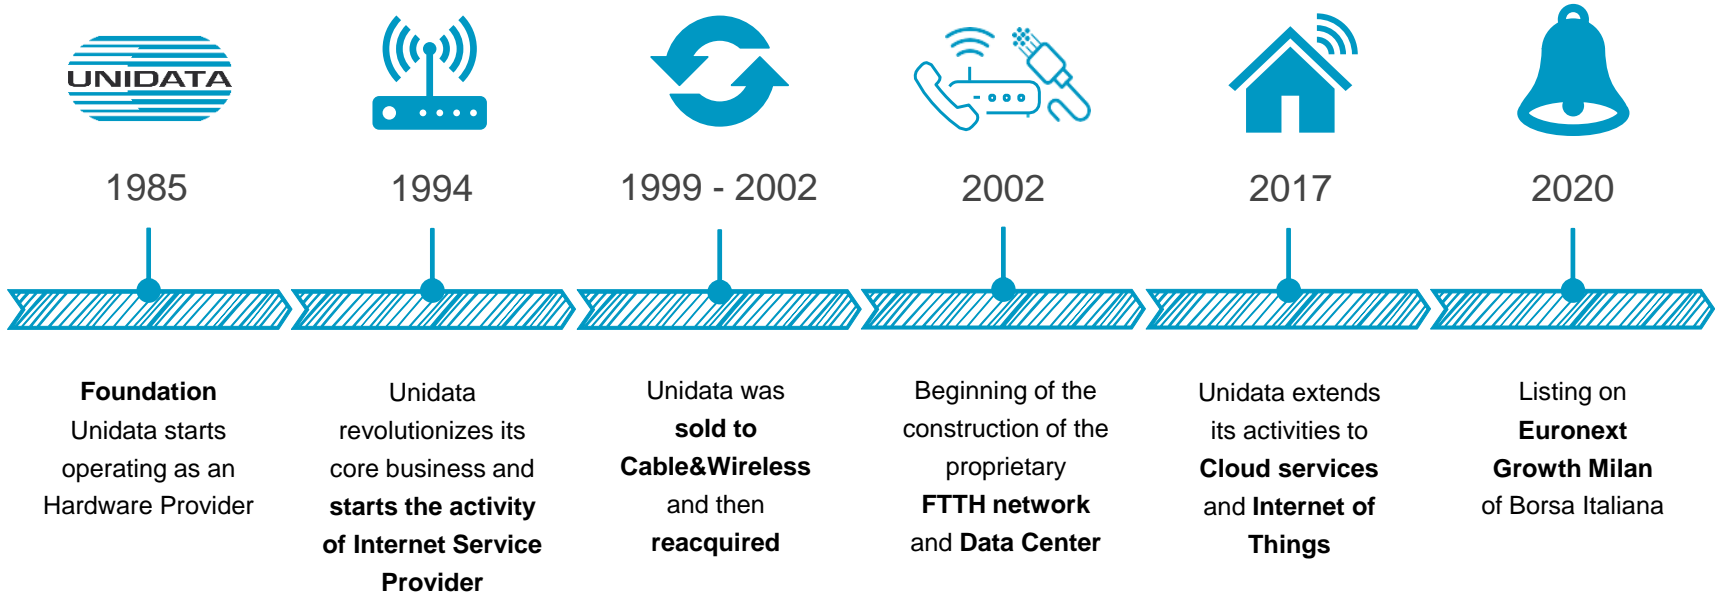 UNIDATA
1985
Foundation
Unidata starts
operating as an
Hardware Provider
1994
Unidata
revolutionizes its
core business and
starts the activity
of Internet Service
Provider
1999 - 2002
Unidata was
sold to
Cable&Wireless
and then
reacquired
2002
Beginning of the
construction of the
proprietary
FTTH network
and Data Center
2017
Unidata extends
its activities to
Cloud services
and Internet of
Things
2020
Listing on
Euronext
Growth Milan
of Borsa Italiana